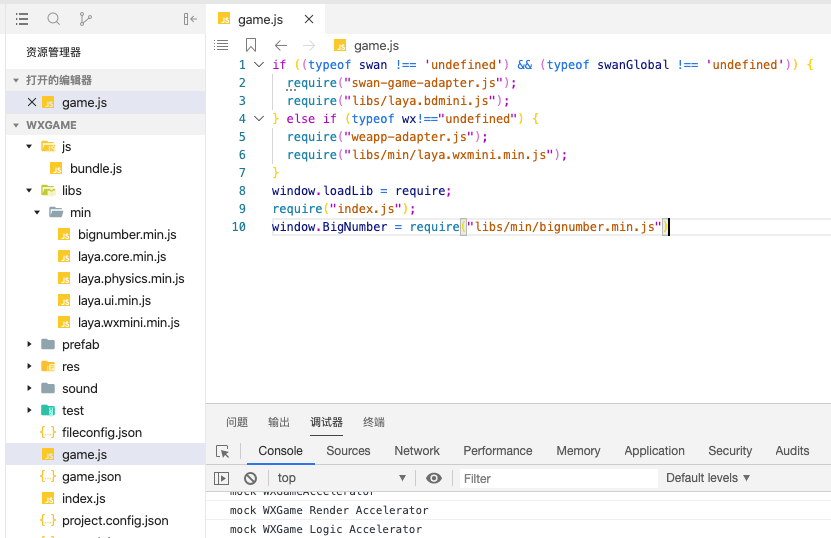 game.js
资源管理器
打开的编辑器
game.js
WXGAME
js
bundle.js
libs
min
bignumber.min.js
laya.core.min.js
laya.physics.min.js
laya.ui.min.js
laya.wxmini.min.js
prefab
res
sound
test
fileconfig.json
game.js
game.json
index.js
project.config.json
game.js
1 if ((typeof swan !== 'undefined') && (typeof swanGlobal !== 'undefined')) {
2 require("swan-game-adapter.js");
3 require("libs/laya.bdmini.js");
4 } else if (typeof wx!=="undefined") {
5 require("weapp-adapter.js");
6 require("libs/min/laya.wxmini.min.js");
7 }
8 window.loadLib = require;
9 require("index.js");
10 window.BigNumber = require("libs/min/bignumber.min.js")
问题 输出 调试器 终端
Console Sources Network Performance Memory Application Security Audits
top Filter Default levels
mock WXGameAccelerator
mock WXGame Render Accelerator
mock WXGame Logic Accelerator